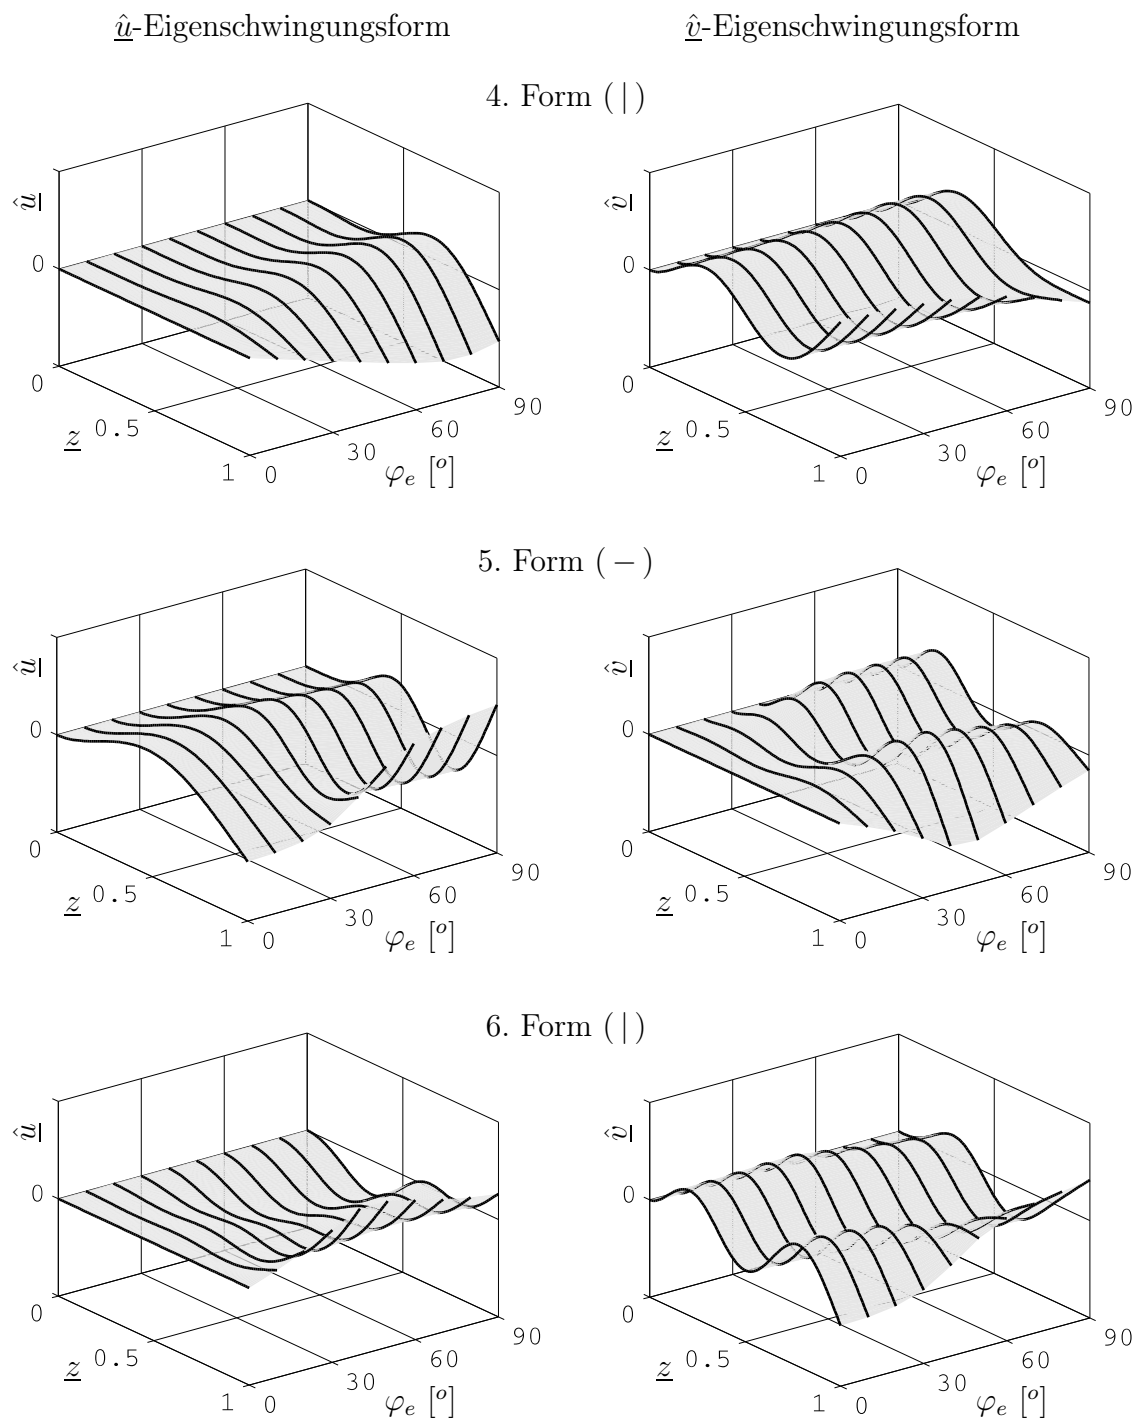 û-Eigenschwingungsform v̂-Eigenschwingungsform
4. Form ( | )
û v̂
0 0
0 0.5 1 0 30 60 90
z φₑ [°]
0 0.5 1 0 30 60 90
z φₑ [°]
5. Form ( − )
û v̂
0 0
0 0.5 1 0 30 60 90
z φₑ [°]
0 0.5 1 0 30 60 90
z φₑ [°]
6. Form ( | )
û v̂
0 0
0 0.5 1 0 30 60 90
z φₑ [°]
0 0.5 1 0 30 60 90
z φₑ [°]